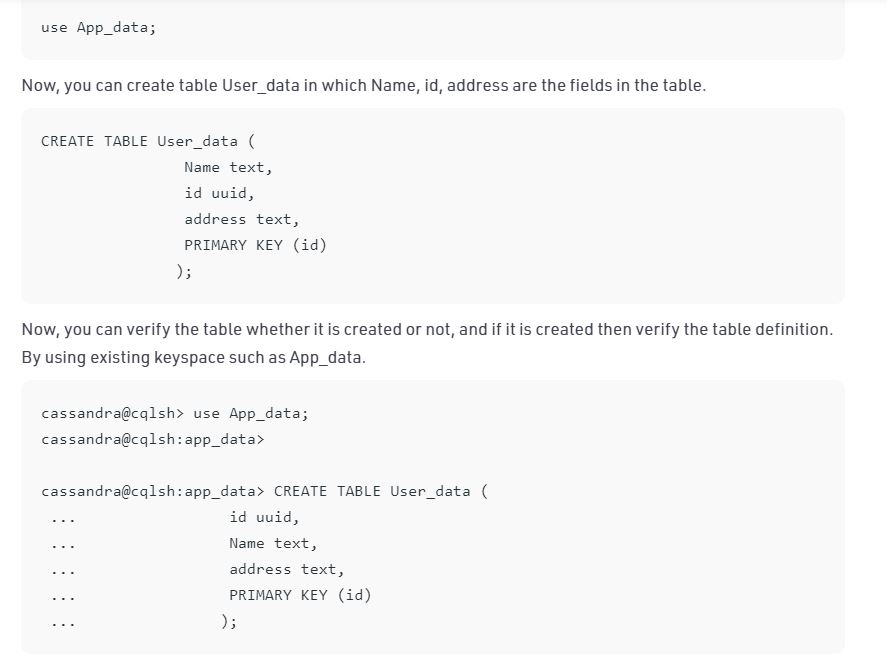 use App_data;
Now, you can create table User_data in which Name, id, address are the fields in the table.
CREATE TABLE User_data (
Name text,
id uuid,
address text,
PRIMARY KEY (id)
);
Now, you can verify the table whether it is created or not, and if it is created then verify the table definition.
By using existing keyspace such as App_data.
cassandra@cqlsh> use App_data;
cassandra@cqlsh:app_data>
cassandra@cqlsh:app_data> CREATE TABLE User_data (
... id uuid,
... Name text,
... address text,
... PRIMARY KEY (id)
... );